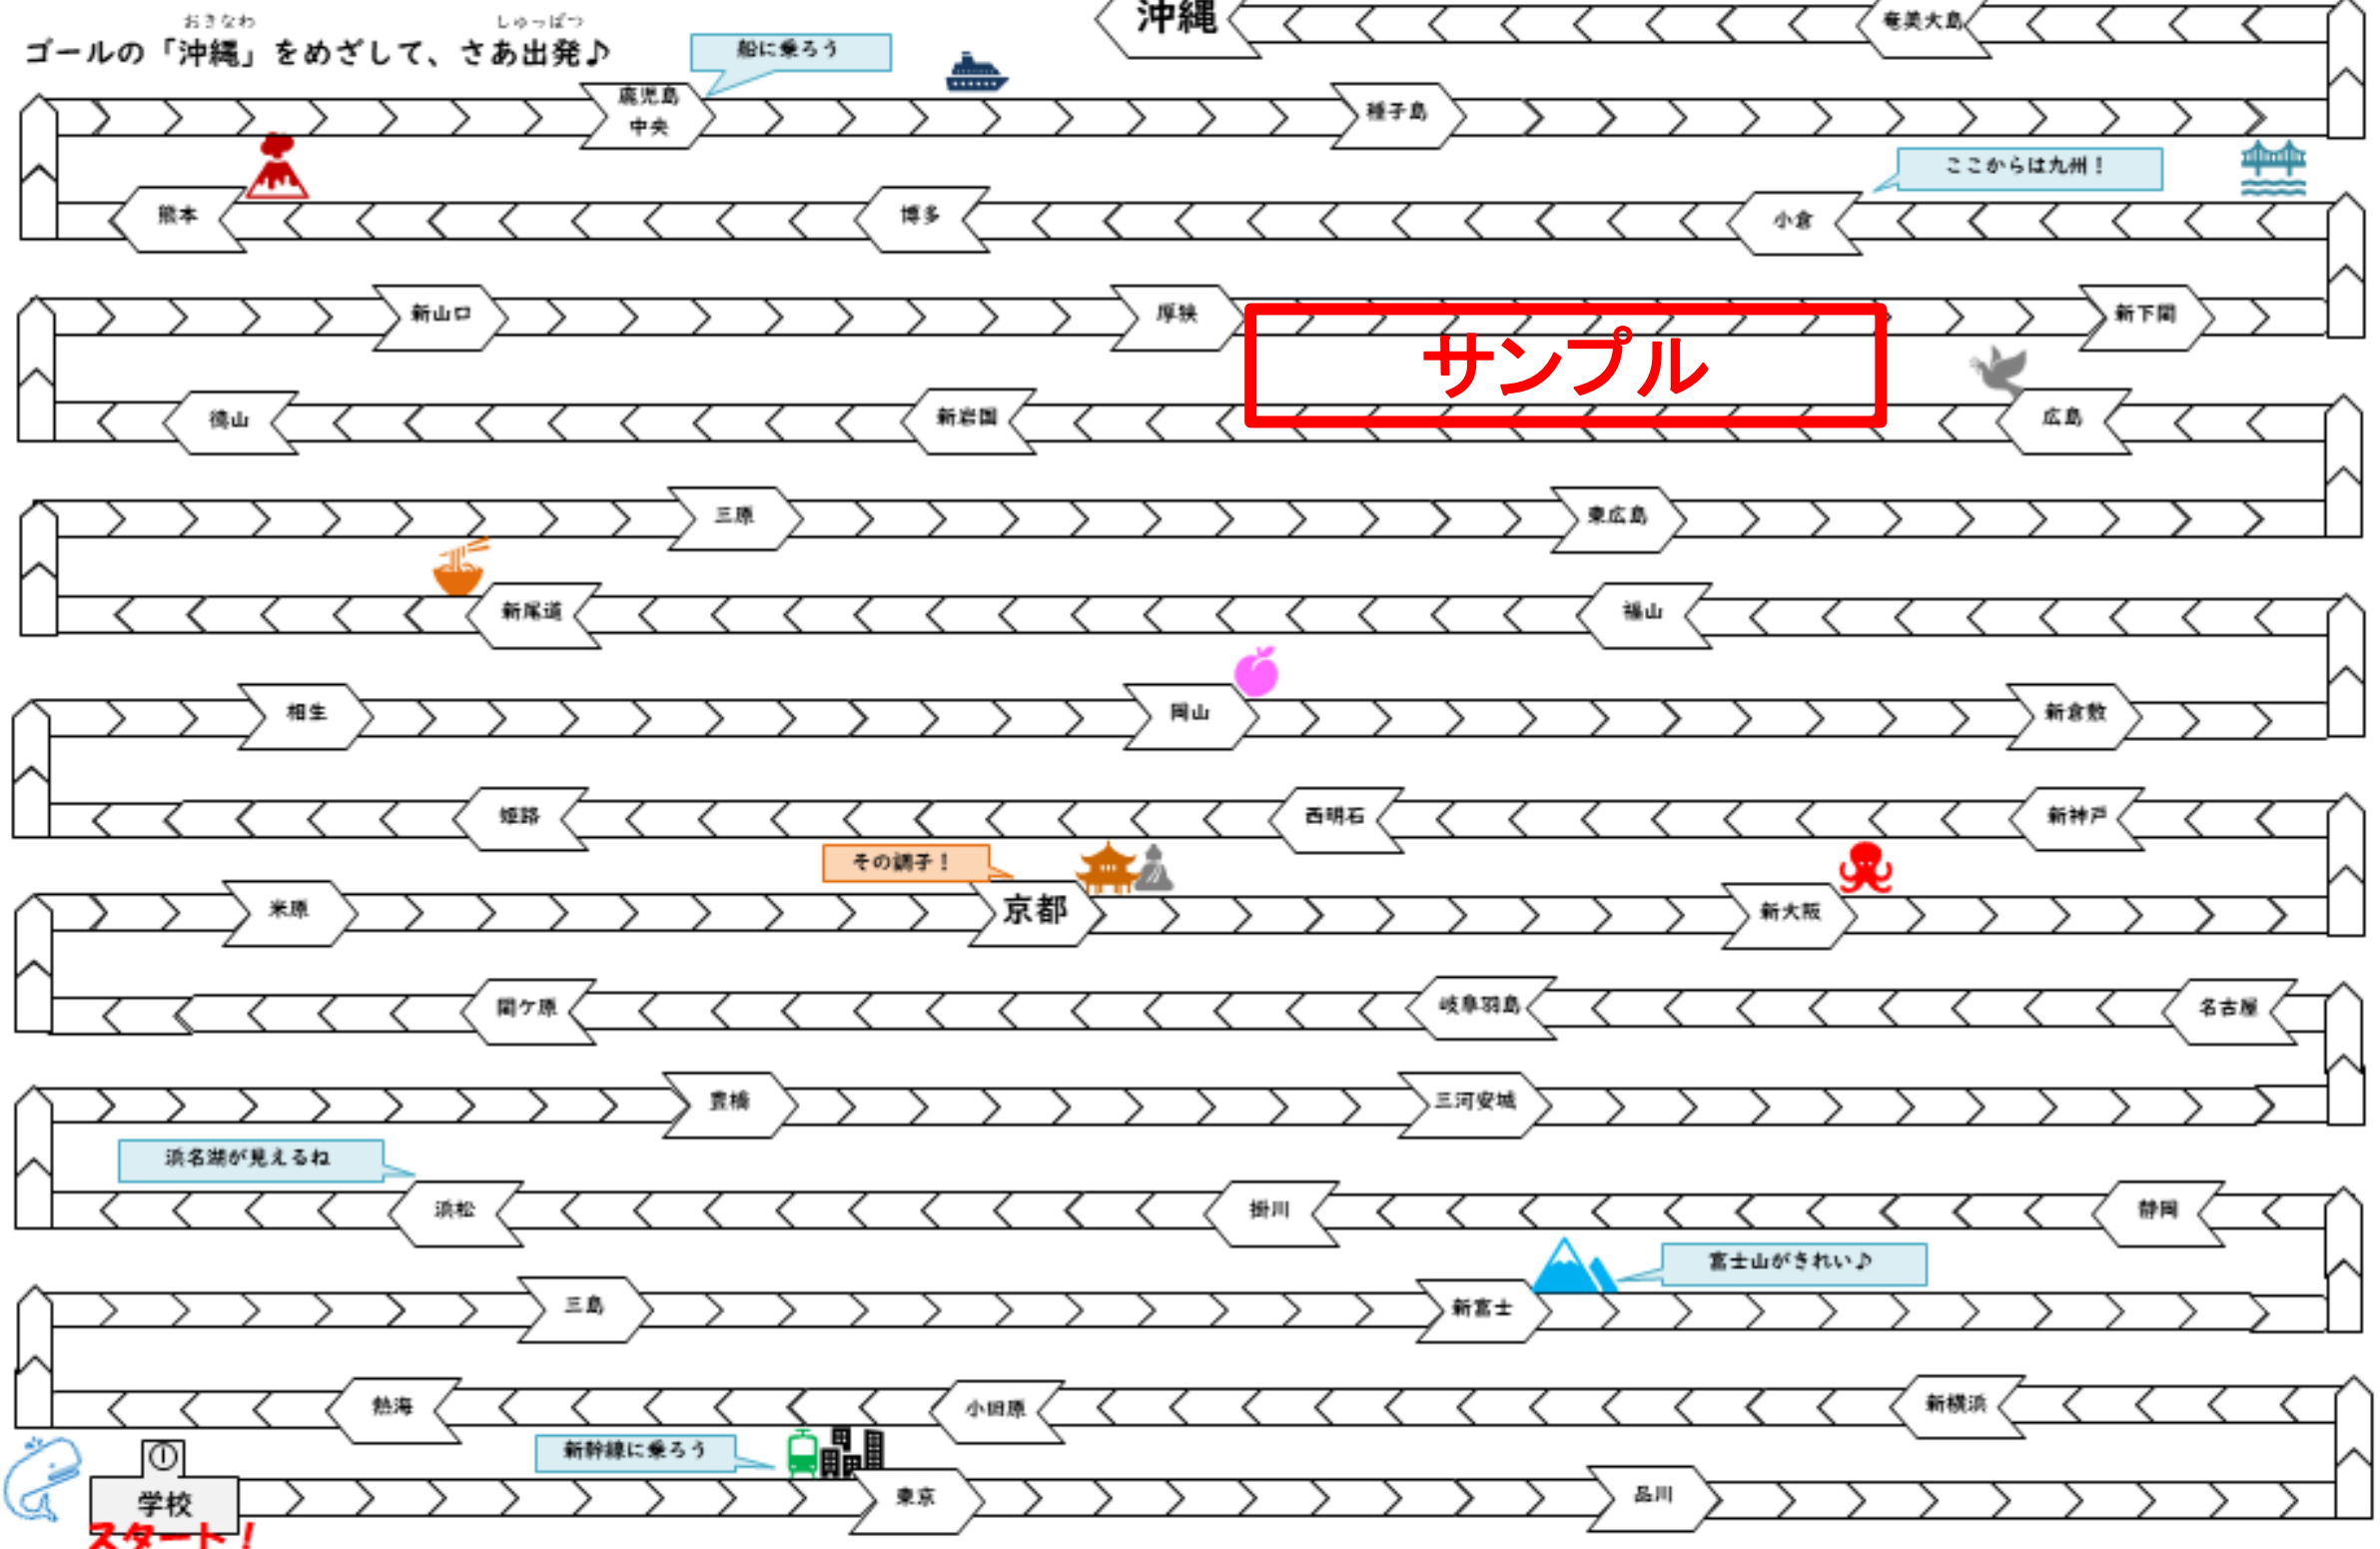 おきなわ しゅっぱつ
ゴールの「沖縄」をめざして、さあ出発♪
船に乗ろう
沖縄
奄美大島
鹿児島
中央
種子島
ここからは九州！
熊本
博多
小倉
新山口
厚狭
新下関
サンプル
徳山
新岩国
広島
三原
東広島
新尾道
福山
相生
岡山
新倉敷
姫路
西明石
新神戸
その調子！
米原
京都
新大阪
関ケ原
岐阜羽島
名古屋
豊橋
三河安城
浜名湖が見えるね
浜松
掛川
静岡
富士山がきれい♪
三島
新富士
熱海
小田原
新横浜
新幹線に乗ろう
学校
東京
品川
スタート！